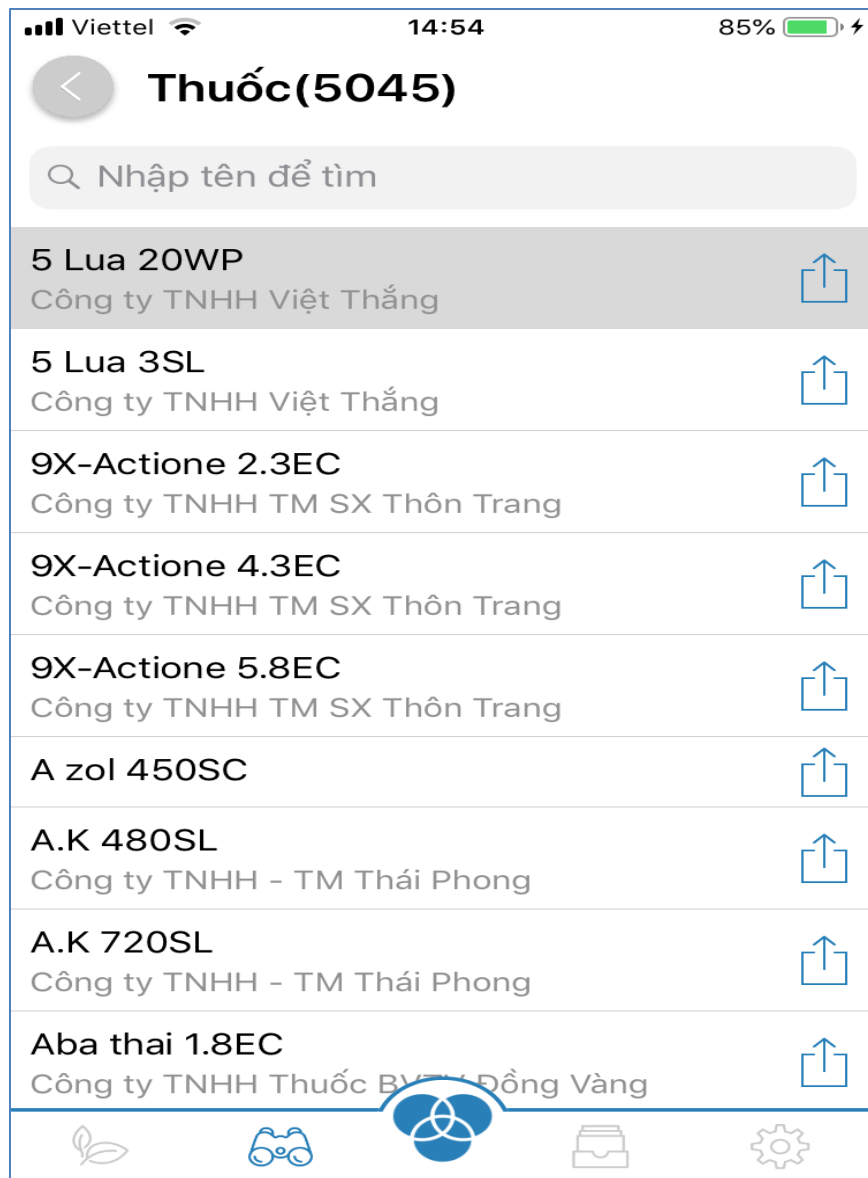 Viettel 14:54 85%
Thuốc(5045)
Nhập tên để tìm
5 Lua 20WP
Công ty TNHH Việt Thắng
5 Lua 3SL
Công ty TNHH Việt Thắng
9X-Actione 2.3EC
Công ty TNHH TM SX Thôn Trang
9X-Actione 4.3EC
Công ty TNHH TM SX Thôn Trang
9X-Actione 5.8EC
Công ty TNHH TM SX Thôn Trang
A zol 450SC
A.K 480SL
Công ty TNHH - TM Thái Phong
A.K 720SL
Công ty TNHH - TM Thái Phong
Aba thai 1.8EC
Công ty TNHH Thuốc BVTV Đồng Vàng